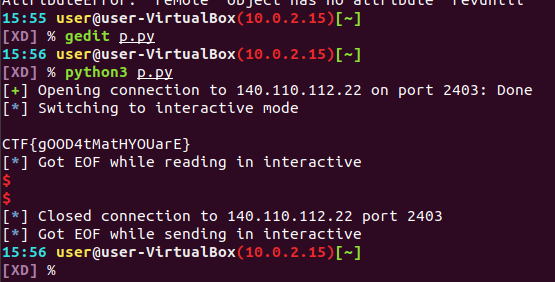 AttributeError: 'remote' object has no attribute 'revuntil'
15:55 user@user-VirtualBox(10.0.2.15)[~]
[XD] % gedit p.py
15:56 user@user-VirtualBox(10.0.2.15)[~]
[XD] % python3 p.py
[+] Opening connection to 140.110.112.22 on port 2403: Done
[*] Switching to interactive mode
CTF{gOOD4tMatHYOUarE}
[*] Got EOF while reading in interactive
$
$
[*] Closed connection to 140.110.112.22 port 2403
[*] Got EOF while sending in interactive
15:56 user@user-VirtualBox(10.0.2.15)[~]
[XD] %